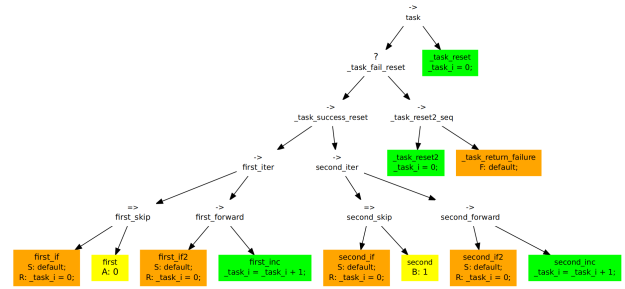 ->
task
?
_task_fail_reset
_task_reset
_task_i = 0;
->
_task_success_reset
->
_task_reset2_seq
->
first_iter
->
second_iter
_task_reset2
_task_i = 0;
_task_return_failure
F: default;
=>
first_skip
->
first_forward
=>
second_skip
->
second_forward
first_if
S: default;
R: _task_i = 0;
first
A: 0
first_if2
S: default;
R: _task_i = 0;
first_inc
_task_i = _task_i + 1;
second_if
S: default;
R: _task_i = 0;
second
B: 1
second_if2
S: default;
R: _task_i = 0;
second_inc
_task_i = _task_i + 1;